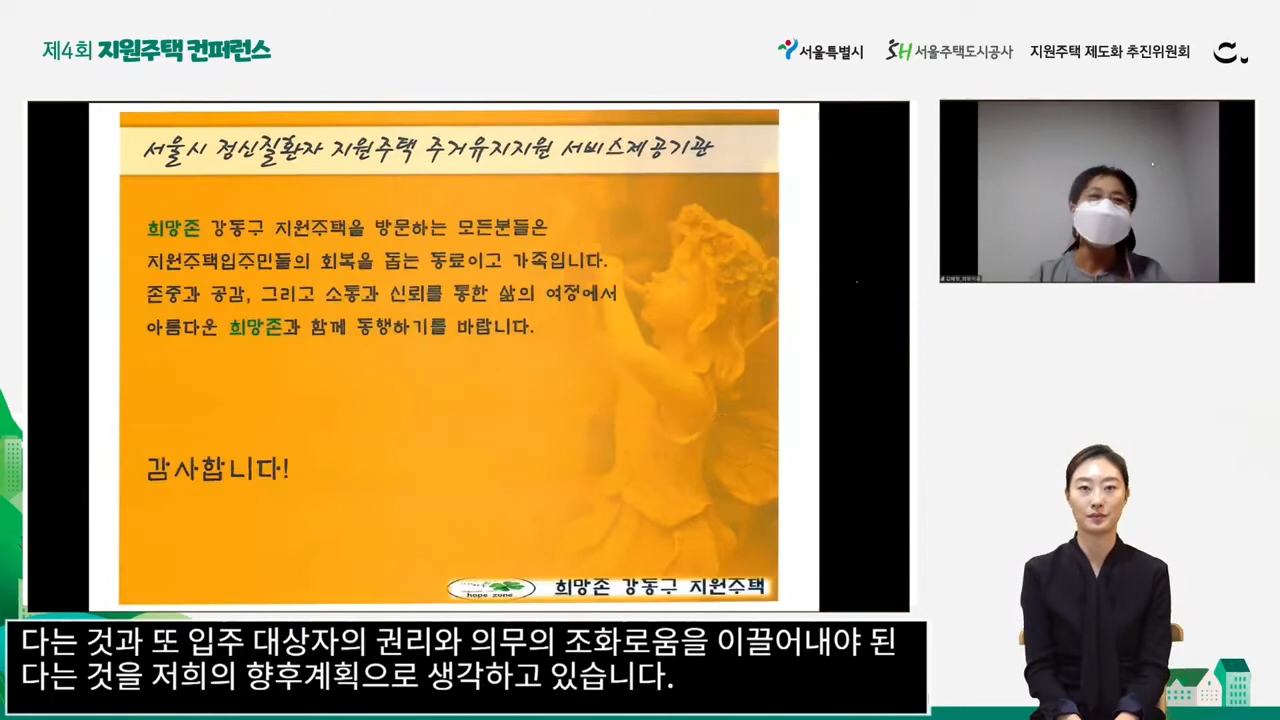 제4회 지원주택 컨퍼런스
서울특별시
SH서울주택도시공사
지원주택 제도화 추진위원회
서울시 정신질환자 지원주택 주거유지지원 서비스제공기관
희망존 강동구 지원주택을 방문하는 모든분들은
지원주택입주민들의 회복을 돕는 동료이고 가족입니다.
존중과 공감, 그리고 소통과 신뢰를 통한 삶의 여정에서
아름다운 희망존과 함께 동행하기를 바랍니다.
감사합니다!
hope zone
희망존 강동구 지원주택
다는 것과 또 입주 대상자의 권리와 의무의 조화로움을 이끌어내야 된
다는 것을 저희의 향후계획으로 생각하고 있습니다.